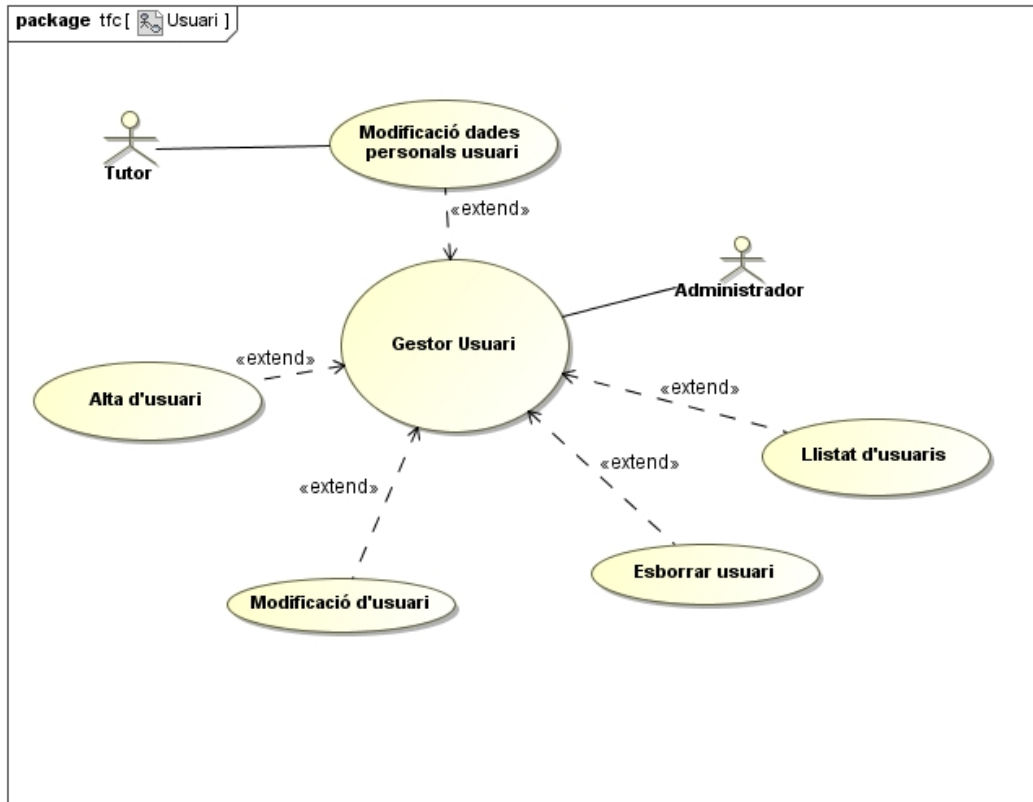 package tfc [ Usuari ]
Modificació dades
personals usuari
Tutor
«extend»
Administrador
Gestor Usuari
«extend»
Alta d'usuari
«extend»
Llistat d'usuaris
«extend»
«extend»
Esborrar usuari
Modificació d'usuari